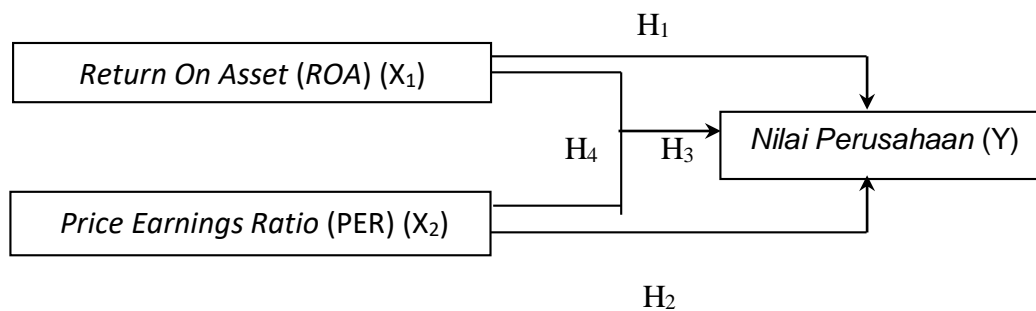 H₁
Return On Asset (ROA) (X₁)
Nilai Perusahaan (Y)
H₄
H₃
Price Earnings Ratio (PER) (X₂)
H₂